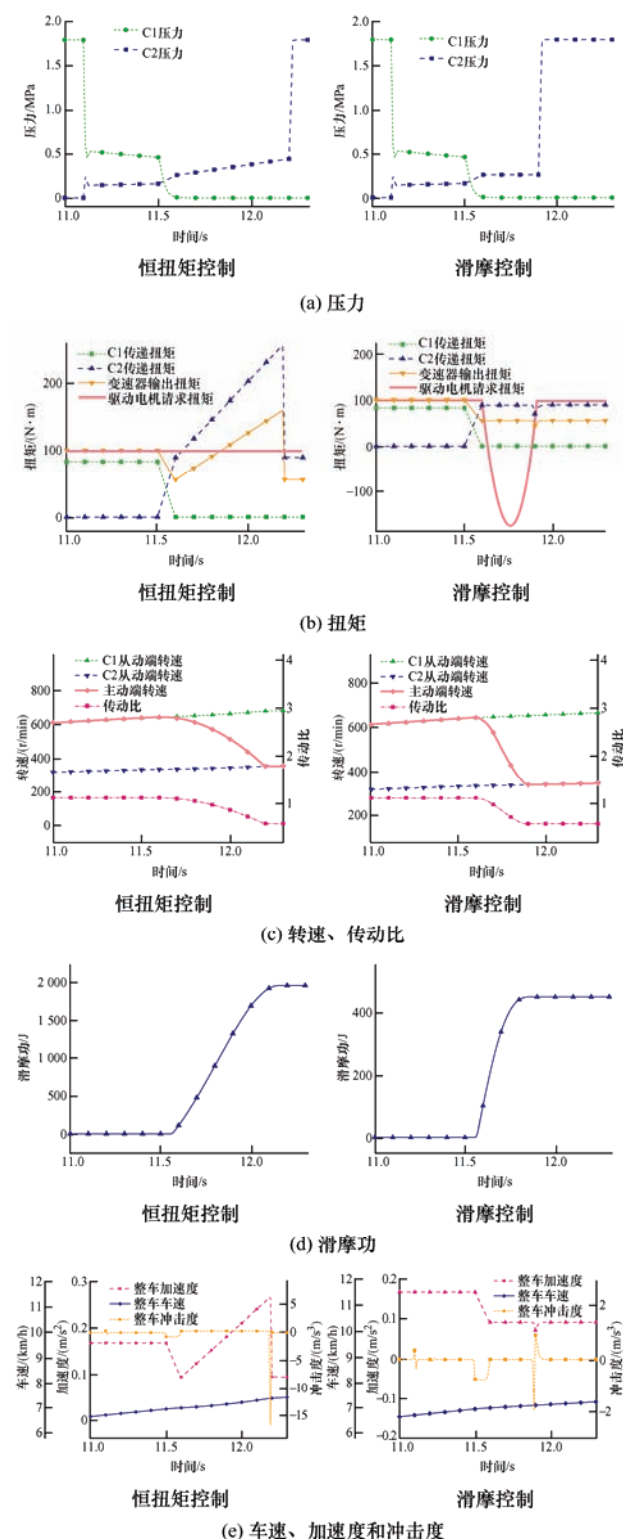 2.0
1.5
1.0
0.5
0
压力/MPa
C1压力
C2压力
11.0 11.5 12.0
时间/s
恒扭矩控制
2.0
1.5
1.0
0.5
0
压力/MPa
C1压力
C2压力
11.0 11.5 12.0
时间/s
滑摩控制
(a) 压力
C1传递扭矩
C2传递扭矩
变速器输出扭矩
驱动电机请求扭矩
200
100
0
扭矩/(N·m)
11.0 11.5 12.0
时间/s
恒扭矩控制
C1传递扭矩
C2传递扭矩
变速器输出扭矩
驱动电机请求扭矩
200
100
0
−100
扭矩/(N·m)
11.0 11.5 12.0
时间/s
滑摩控制
(b) 扭矩
C1从动端转速
C2从动端转速
主动端转速
传动比
800
600
400
200
0
转速/(r/min)
4
3
2
1
传动比
11.0 11.5 12.0
时间/s
恒扭矩控制
C1从动端转速
C2从动端转速
主动端转速
传动比
800
600
400
200
转速/(r/min)
4
3
2
1
传动比
11.0 11.5 12.0
时间/s
滑摩控制
(c) 转速、传动比
2 000
1 500
1 000
500
0
滑摩功/J
11.0 11.5 12.0
时间/s
恒扭矩控制
400
200
0
滑摩功/J
11.0 11.5 12.0
时间/s
滑摩控制
(d) 滑摩功
12
11
10
9
8
7
6
车速/(km/h)
0.3
0.2
0.1
0
加速度/(m/s²)
整车加速度
整车车速
整车冲击度
5
0
−5
−10
−15
冲击度/(m/s³)
11.0 11.5 12.0
时间/s
恒扭矩控制
12
11
10
9
8
7
6
车速/(km/h)
0.2
0.1
0
−0.1
−0.2
加速度/(m/s²)
整车加速度
整车车速
整车冲击度
2
0
−2
冲击度/(m/s³)
11.0 11.5 12.0
时间/s
滑摩控制
(e) 车速、加速度和冲击度